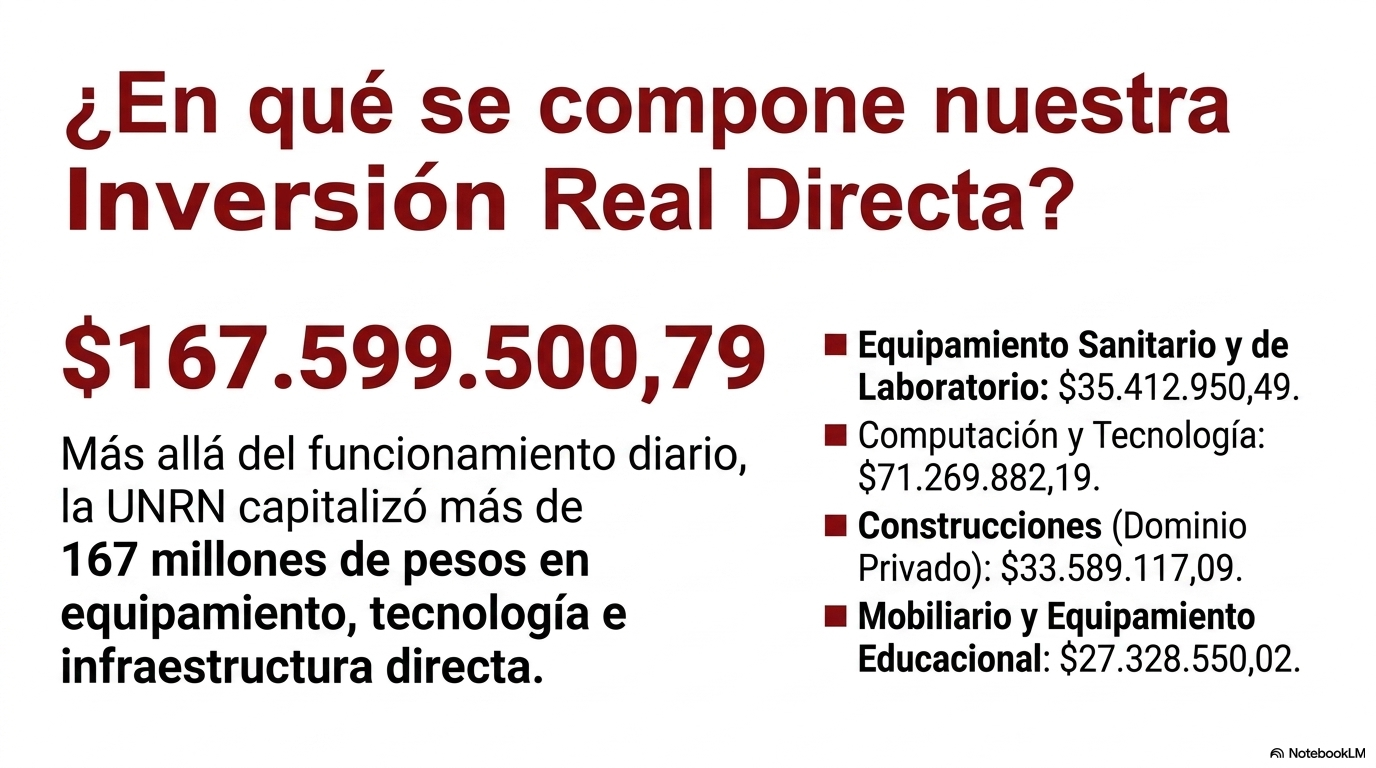 ¿En qué se compone nuestra
Inversión Real Directa?
$167.599.500,79
Más allá del funcionamiento diario,
la UNRN capitalizó más de
167 millones de pesos en
equipamiento, tecnología e
infraestructura directa.
Equipamiento Sanitario y de
Laboratorio: $35.412.950,49.
Computación y Tecnología:
$71.269.882,19.
Construcciones (Dominio
Privado): $33.589.117,09.
Mobiliario y Equipamiento
Educacional: $27.328.550,02.
NotebookLM